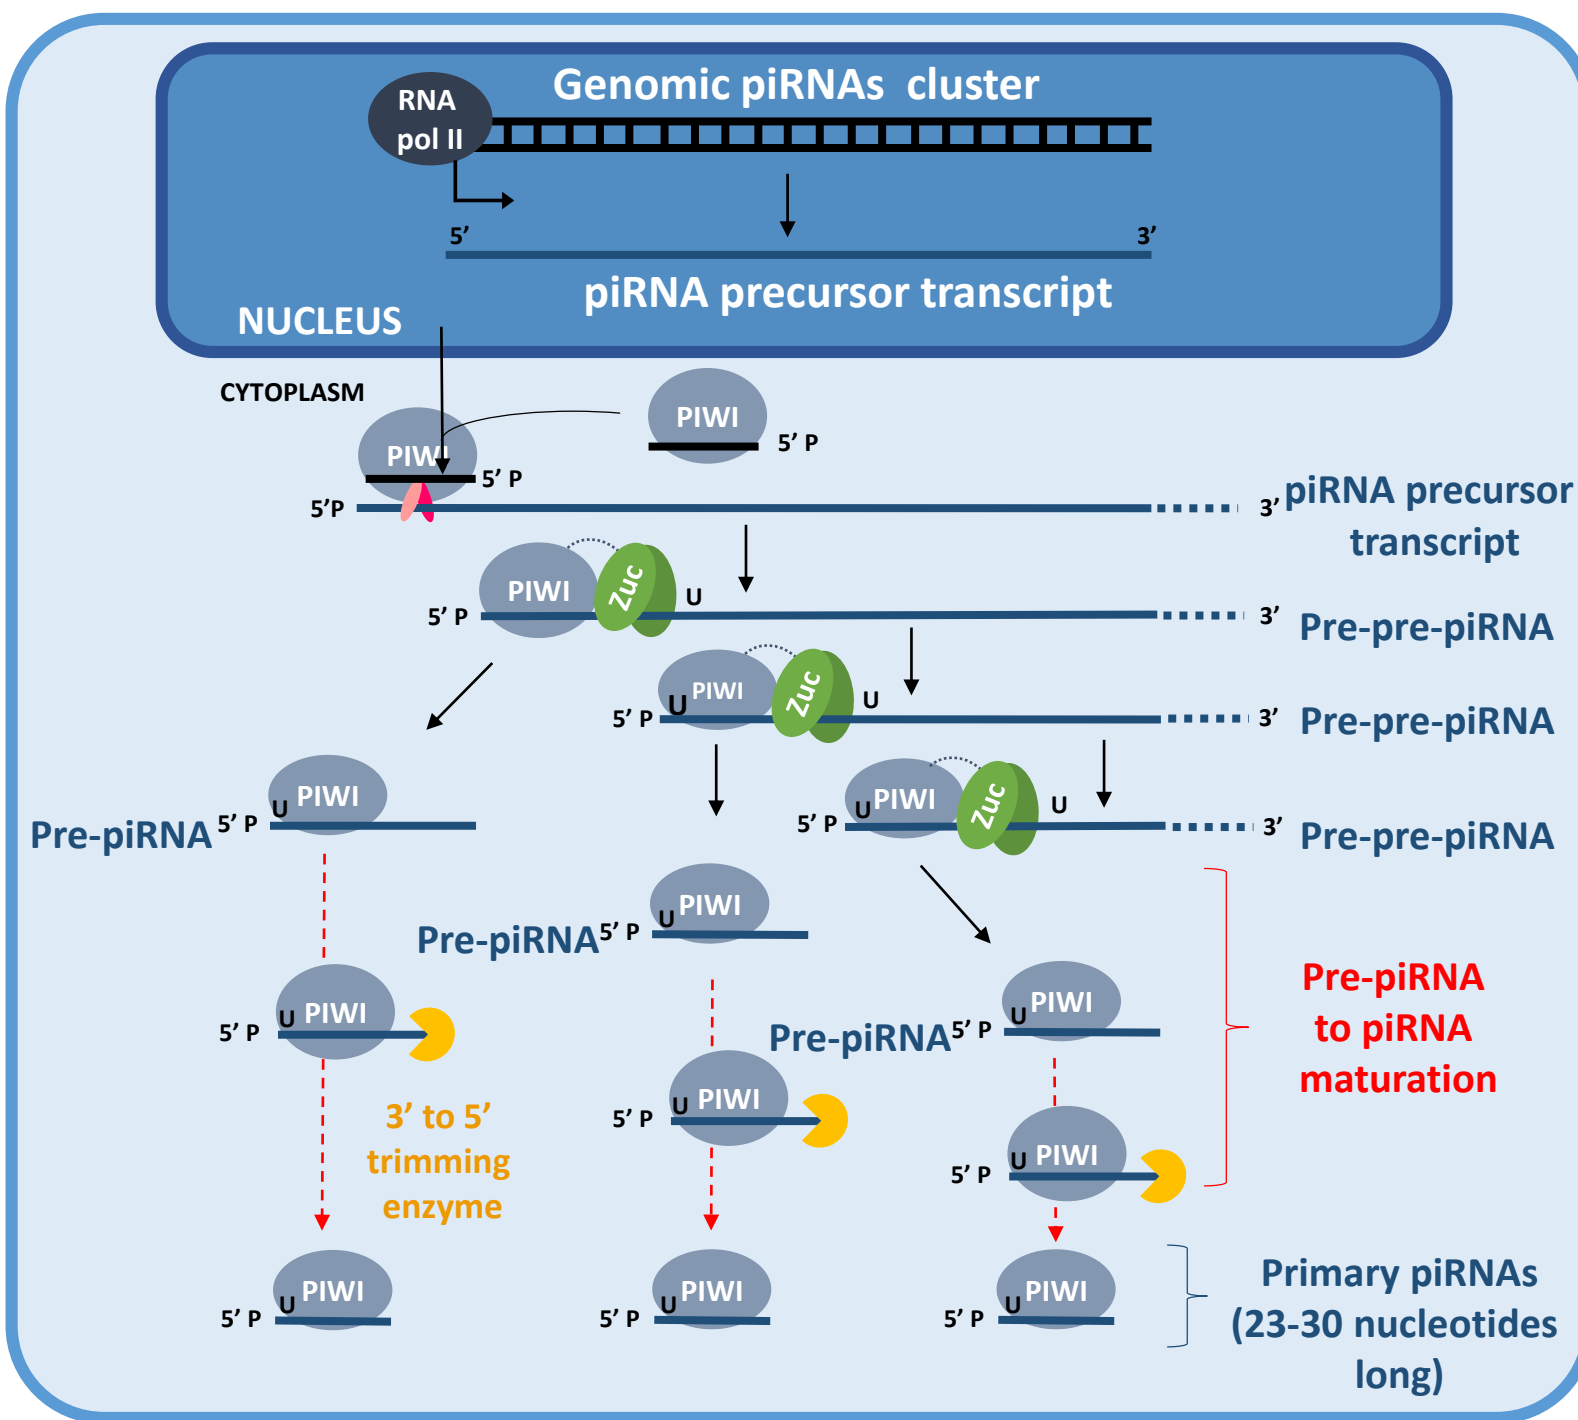 Genomic piRNAs cluster
RNA
pol II
5’
3’
piRNA precursor transcript
NUCLEUS
CYTOPLASM
PIWI
5’ P
PIWI
5’ P
5’P
3’
piRNA precursor
transcript
PIWI
Zuc
U
5’ P
3’
Pre-pre-piRNA
U
PIWI
Zuc
U
5’ P
3’
Pre-pre-piRNA
U
PIWI
Zuc
U
5’ P
3’
Pre-pre-piRNA
Pre-piRNA
5’ P
U
PIWI
Pre-piRNA
5’ P
U
PIWI
Pre-piRNA
5’ P
U
PIWI
5’ P
U
PIWI
5’ P
U
PIWI
5’ P
U
PIWI
3’ to 5’
trimming
enzyme
Pre-piRNA
to piRNA
maturation
5’ P
U
PIWI
5’ P
U
PIWI
5’ P
U
PIWI
Primary piRNAs
(23-30 nucleotides
long)